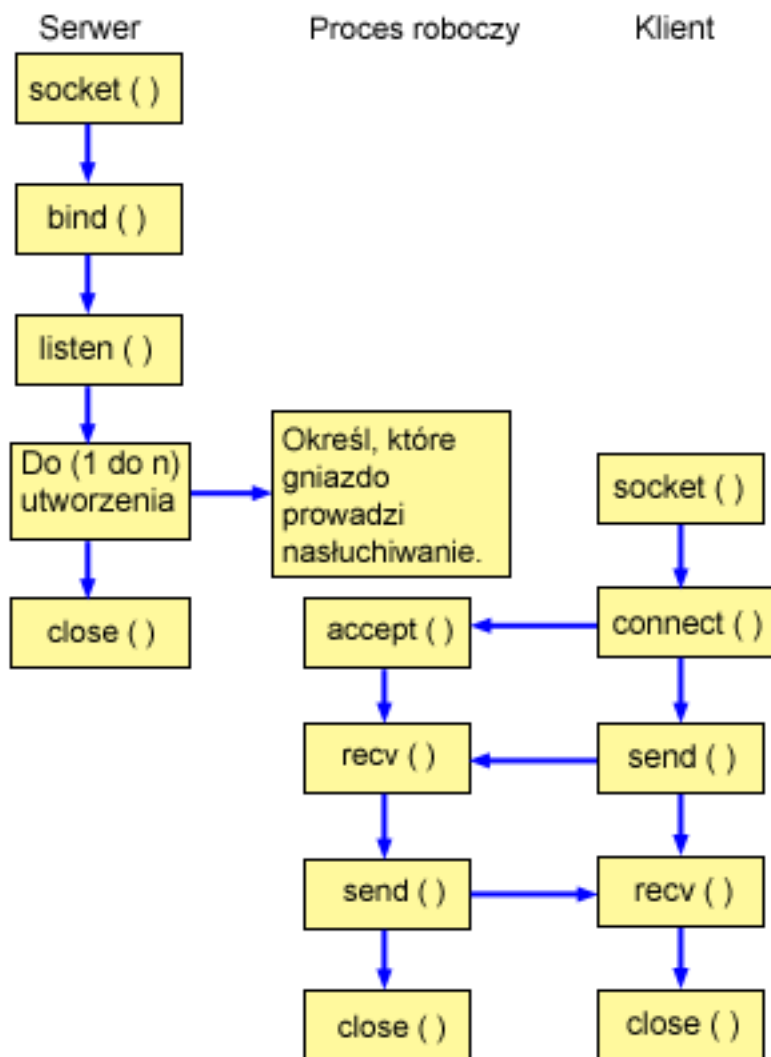 Serwer
Proces roboczy
Klient
socket ( )
bind ( )
listen ( )
Do (1 do n)
utworzenia
close ( )
Określ, które
gniazdo
prowadzi
nasłuchiwanie.
accept ( )
recv ( )
send ( )
close ( )
socket ( )
connect ( )
send ( )
recv ( )
close ( )